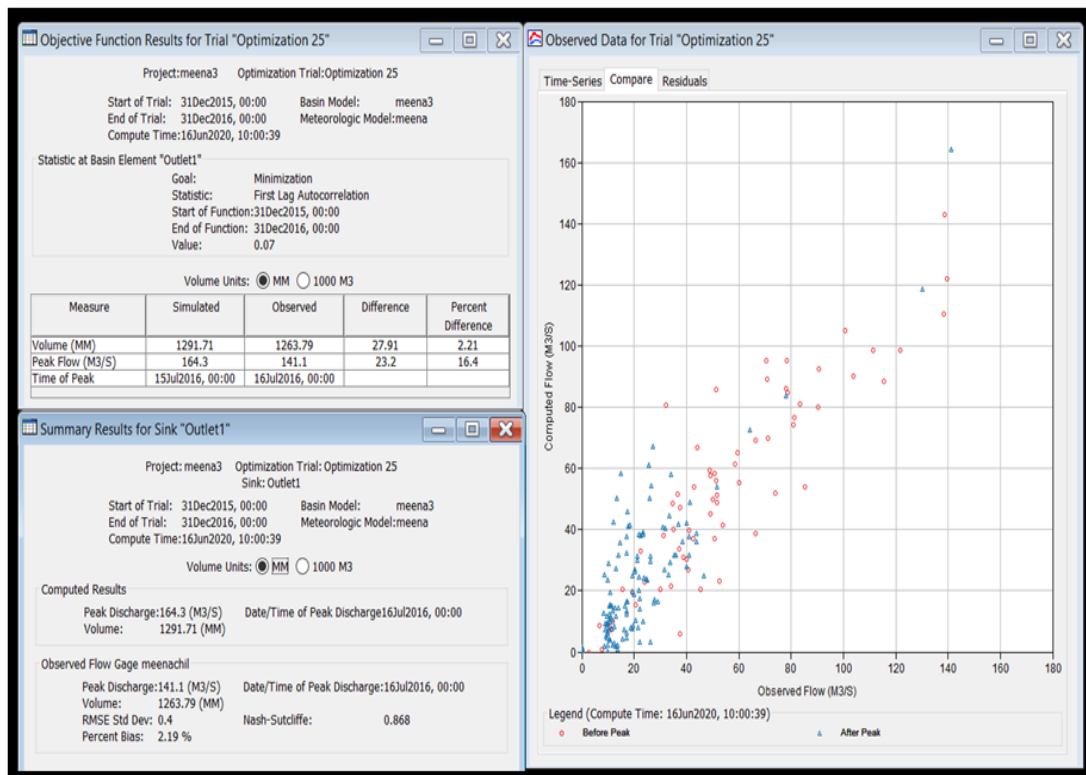 Objective Function Results for Trial "Optimization 25"
Project:meena3 Optimization Trial:Optimization 25
Start of Trial: 31Dec2015, 00:00 Basin Model: meena3
End of Trial: 31Dec2016, 00:00 Meteorologic Model:meena
Compute Time:16Jun2020, 10:00:39
Statistic at Basin Element "Outlet1"
Goal: Minimization
Statistic: First Lag Autocorrelation
Start of Function:31Dec2015, 00:00
End of Function: 31Dec2016, 00:00
Value: 0.07
Volume Units: MM 1000 M3
Measure Simulated Observed Difference Percent
Difference
Volume (MM) 1291.71 1263.79 27.91 2.21
Peak Flow (M3/S) 164.3 141.1 23.2 16.4
Time of Peak 15Jul2016, 00:00 16Jul2016, 00:00
Summary Results for Sink "Outlet1"
Project: meena3 Optimization Trial: Optimization 25
Sink: Outlet1
Start of Trial: 31Dec2015, 00:00 Basin Model: meena3
End of Trial: 31Dec2016, 00:00 Meteorologic Model:meena
Compute Time:16Jun2020, 10:00:39
Volume Units: MM 1000 M3
Computed Results
Peak Discharge:164.3 (M3/S) Date/Time of Peak Discharge16Jul2016, 00:00
Volume: 1291.71 (MM)
Observed Flow Gage meenachil
Peak Discharge:141.1 (M3/S) Date/Time of Peak Discharge:16Jul2016, 00:00
Volume: 1263.79 (MM)
RMSE Std Dev: 0.4 Nash-Sutcliffe: 0.868
Percent Bias: 2.19 %
Observed Data for Trial "Optimization 25"
Time-Series Compare Residuals
180
160
140
120
100
80
60
40
20
0
Computed Flow (M3/S)
0 20 40 60 80 100 120 140 160 180
Observed Flow (M3/S)
Legend (Compute Time: 16Jun2020, 10:00:39)
Before Peak After Peak